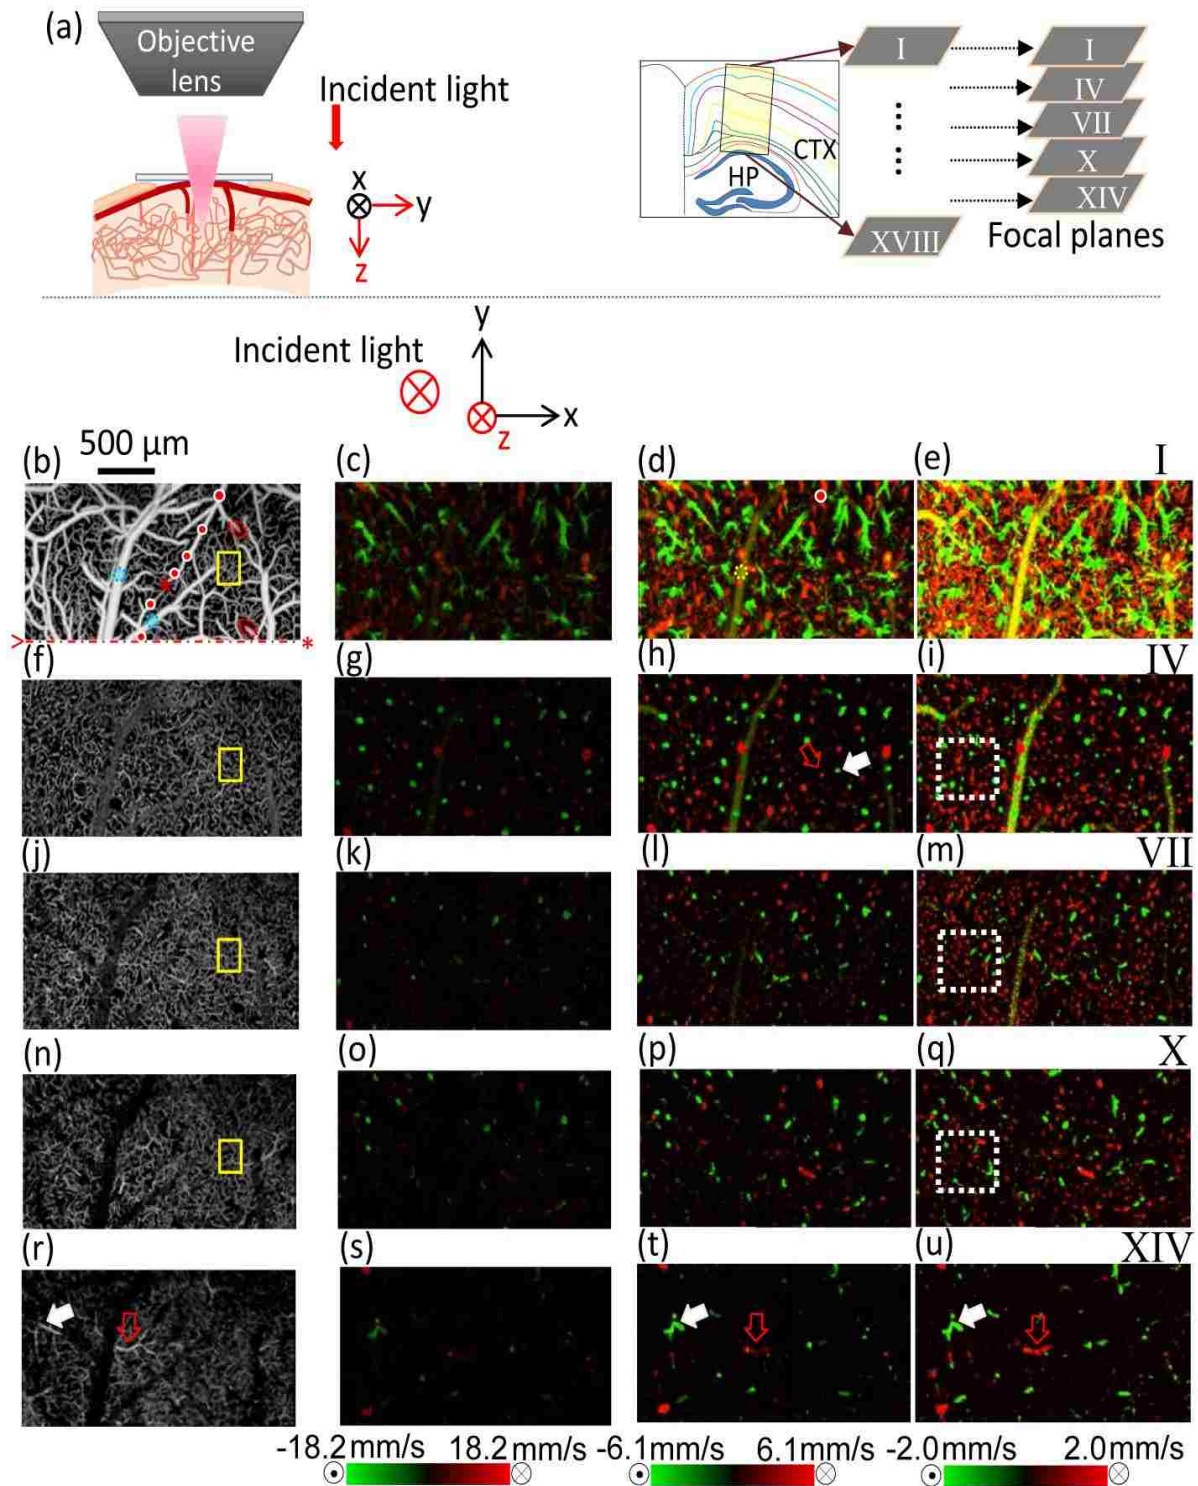 (a)
Objective
lens
Incident light
x
y
z
CTX
HP
I
XVIII
I
IV
VII
X
XIV
Focal planes
Incident light
y
x
z
500 μm
(b)
(c)
(d)
(e)
I
>
*
(f)
(g)
(h)
(i)
IV
(j)
(k)
(l)
(m)
VII
(n)
(o)
(p)
(q)
X
(r)
(s)
(t)
(u)
XIV
-18.2mm/s 18.2mm/s
-6.1mm/s 6.1mm/s
-2.0mm/s 2.0mm/s